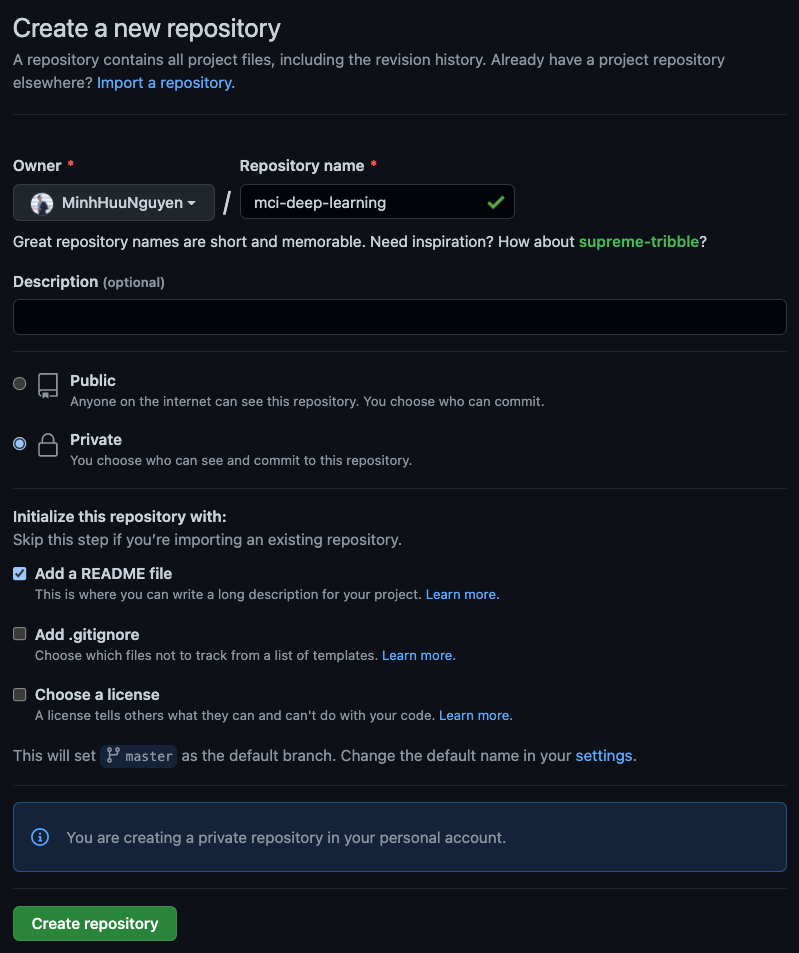 Create a new repository
A repository contains all project files, including the revision history. Already have a project repository
elsewhere? Import a repository.
Owner * Repository name *
MinhHuuNguyen / mci-deep-learning
Great repository names are short and memorable. Need inspiration? How about supreme-tribble?
Description (optional)
Public
Anyone on the internet can see this repository. You choose who can commit.
Private
You choose who can see and commit to this repository.
Initialize this repository with:
Skip this step if you’re importing an existing repository.
Add a README file
This is where you can write a long description for your project. Learn more.
Add .gitignore
Choose which files not to track from a list of templates. Learn more.
Choose a license
A license tells others what they can and can't do with your code. Learn more.
This will set master as the default branch. Change the default name in your settings.
You are creating a private repository in your personal account.
Create repository